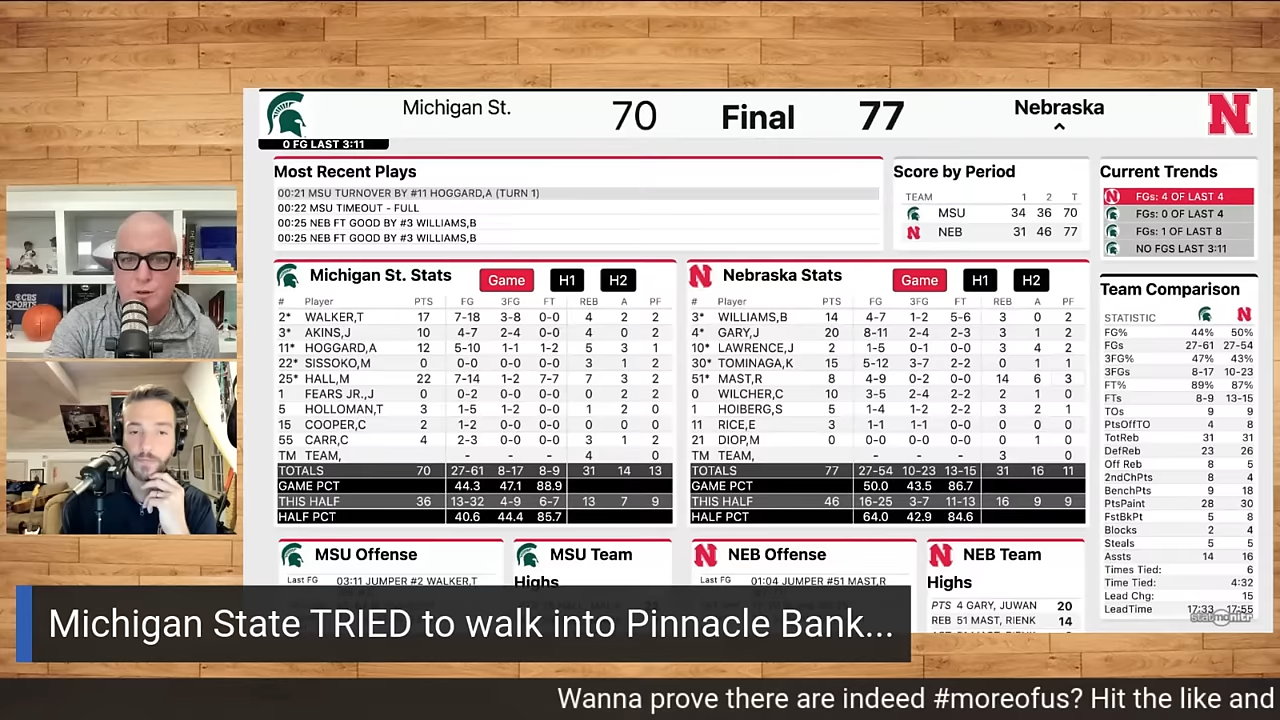 Michigan St. 70 Final 77 Nebraska
0 FG LAST 3:11
Most Recent Plays
00:21 MSU TURNOVER BY #11 HOGGARD,A (TURN 1)
00:22 MSU TIMEOUT - FULL
00:25 NEB FT GOOD BY #3 WILLIAMS,B
00:25 NEB FT GOOD BY #3 WILLIAMS,B
Score by Period
TEAM 1 2 T
MSU 34 36 70
NEB 31 46 77
Current Trends
FGs: 4 OF LAST 4
FGs: 0 OF LAST 4
FGs: 1 OF LAST 8
NO FGS LAST 3:11
Michigan St. Stats Game H1 H2
# Player PTS FG 3FG FT REB A PF
2* WALKER,T 17 7-18 3-8 0-0 4 2 2
3* AKINS,J 10 4-7 2-4 0-0 4 0 2
11* HOGGARD,A 12 5-10 1-1 1-2 5 3 1
22* SISSOKO,M 0 0-0 0-0 0-0 3 1 2
25* HALL,M 22 7-14 1-2 7-7 7 3 2
1 FEARS JR.,J 0 0-2 0-0 0-0 0 2 2
5 HOLLOMAN,T 3 1-5 1-2 0-0 1 2 0
15 COOPER,C 2 1-2 0-0 0-0 0 0 0
55 CARR,C 4 2-3 0-0 0-0 3 1 2
TM TEAM, - - - 4 0
TOTALS 70 27-61 8-17 8-9 31 14 13
GAME PCT 44.3 47.1 88.9
THIS HALF 36 13-32 4-9 6-7 13 7 9
HALF PCT 40.6 44.4 85.7
Nebraska Stats Game H1 H2
# Player PTS FG 3FG FT REB A PF
3* WILLIAMS,B 14 4-7 1-2 5-6 3 0 2
4* GARY,J 20 8-11 2-4 2-3 3 1 2
10* LAWRENCE,J 2 1-5 0-1 0-0 3 4 2
30* TOMINAGA,K 15 5-12 3-7 2-2 0 1 1
51* MAST,R 8 4-9 0-2 0-0 14 6 3
0 WILCHER,C 10 3-5 2-4 2-2 2 1 0
1 HOIBERG,S 5 1-4 1-2 2-2 3 2 1
11 RICE,E 3 1-1 1-1 0-0 0 0 0
21 DIOP,M 0 0-0 0-0 0-0 0 1 0
TM TEAM, - - - 3 0
TOTALS 77 27-54 10-23 13-15 31 16 11
GAME PCT 50.0 43.5 86.7
THIS HALF 46 16-25 3-7 11-13 16 9 9
HALF PCT 64.0 42.9 84.6
Team Comparison
STATISTIC
FG% 44% 50%
FGs 27-61 27-54
3FG% 47% 43%
3FGs 8-17 10-23
FT% 89% 87%
FTs 8-9 13-15
TOs 9 9
PtsOffTO 4 8
TotReb 31 31
DefReb 23 26
Off Reb 8 5
2ndChPts 8 4
BenchPts 9 18
PtsPaint 28 30
FstBkPt 5 8
Blocks 2 4
Steals 5 5
Assts 14 16
Times Tied: 6
Time Tied: 4:32
Lead Chg: 15
LeadTime 17:33 17:55
statmonitr
MSU Offense
Last FG 03:11 JUMPER #2 WALKER,T
MSU Team
Highs
NEB Offense
Last FG 01:04 JUMPER #51 MAST,R
NEB Team
Highs
PTS 4 GARY, JUWAN 20
REB 51 MAST, RIENK 14
CBS
SPORTS
Michigan State TRIED to walk into Pinnacle Bank...
Wanna prove there are indeed #moreofus? Hit the like and